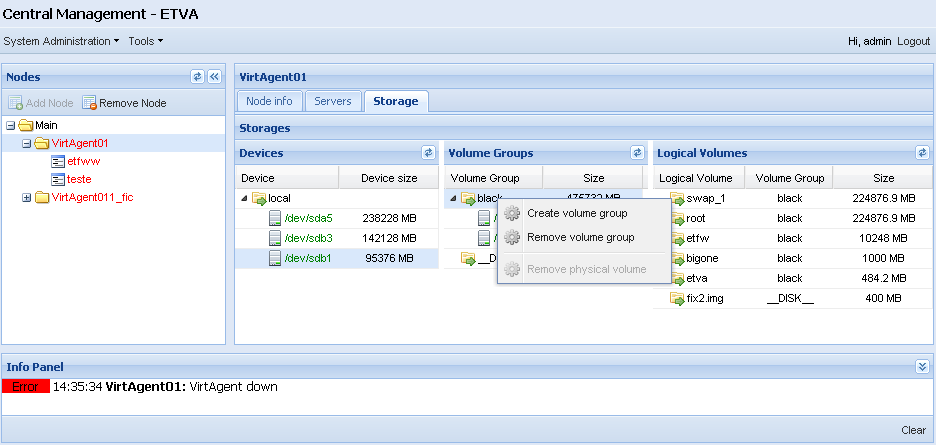 Central Management - ETVA
System Administration Tools Hi, admin Logout
Nodes
Add Node Remove Node
Main
VirtAgent01
etfww
teste
VirtAgent011_fic
VirtAgent01
Node info Servers Storage
Storages
Devices
Device Device size
local
/dev/sda5 238228 MB
/dev/sdb3 142128 MB
/dev/sdb1 95376 MB
Volume Groups
Volume Group Size
black 475732 MB
Create volume group
Remove volume group
Remove physical volume
Logical Volumes
Logical Volume Volume Group Size
swap_1 black 224876.9 MB
root black 224876.9 MB
etfw black 10248 MB
bigone black 1000 MB
etva black 484.2 MB
fix2.img __DISK__ 400 MB
Info Panel
Error 14:35:34 VirtAgent01: VirtAgent down
Clear